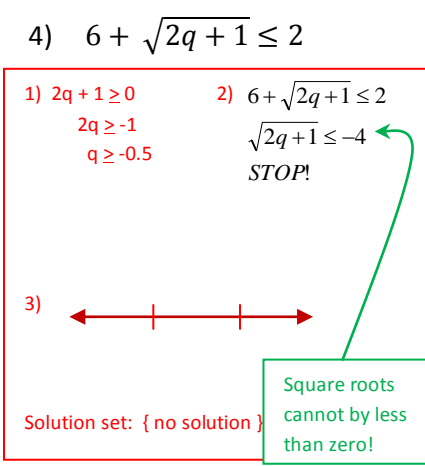 4) 6 + √(2q + 1) ≤ 2
1) 2q + 1 ≥ 0
2q ≥ -1
q ≥ -0.5
2) 6 + √(2q + 1) ≤ 2
√(2q + 1) ≤ −4
STOP!
3)
Square roots
cannot by less
than zero!
Solution set: { no solution }